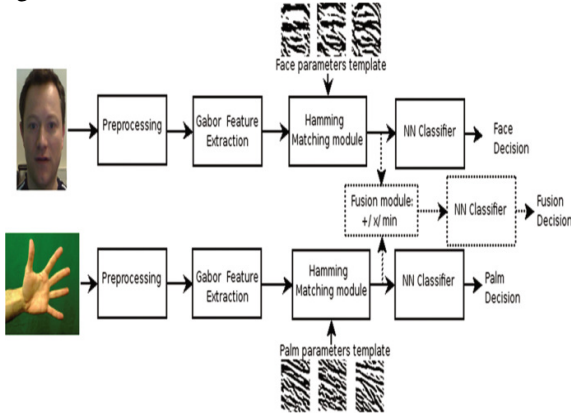 Face parameters template
Preprocessing
Gabor Feature
Extraction
Hamming
Matching module
NN Classifier
Face
Decision
Fusion module:
+/ x/ min
NN Classifier
Fusion
Decision
Preprocessing
Gabor Feature
Extraction
Hamming
Matching module
NN Classifier
Palm
Decision
Palm parameters template